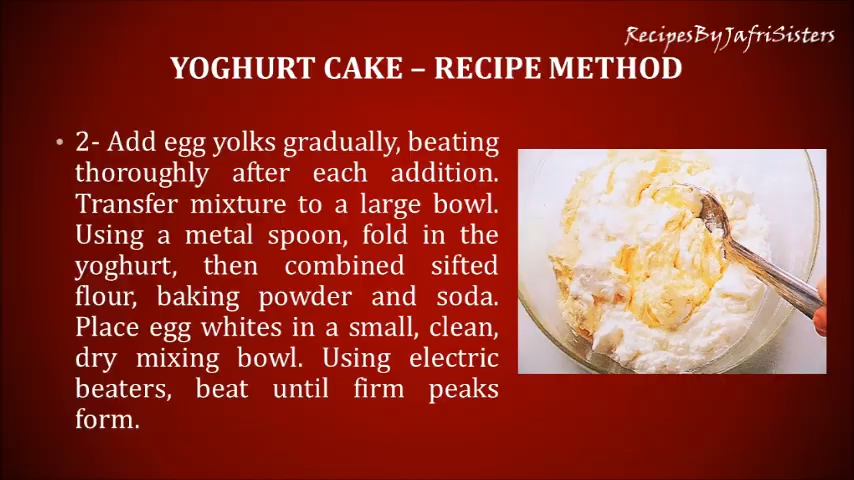 RecipesByJafriSisters
YOGHURT CAKE – RECIPE METHOD
• 2- Add egg yolks gradually, beating
thoroughly after each addition.
Transfer mixture to a large bowl.
Using a metal spoon, fold in the
yoghurt, then combined sifted
flour, baking powder and soda.
Place egg whites in a small, clean,
dry mixing bowl. Using electric
beaters, beat until firm peaks
form.